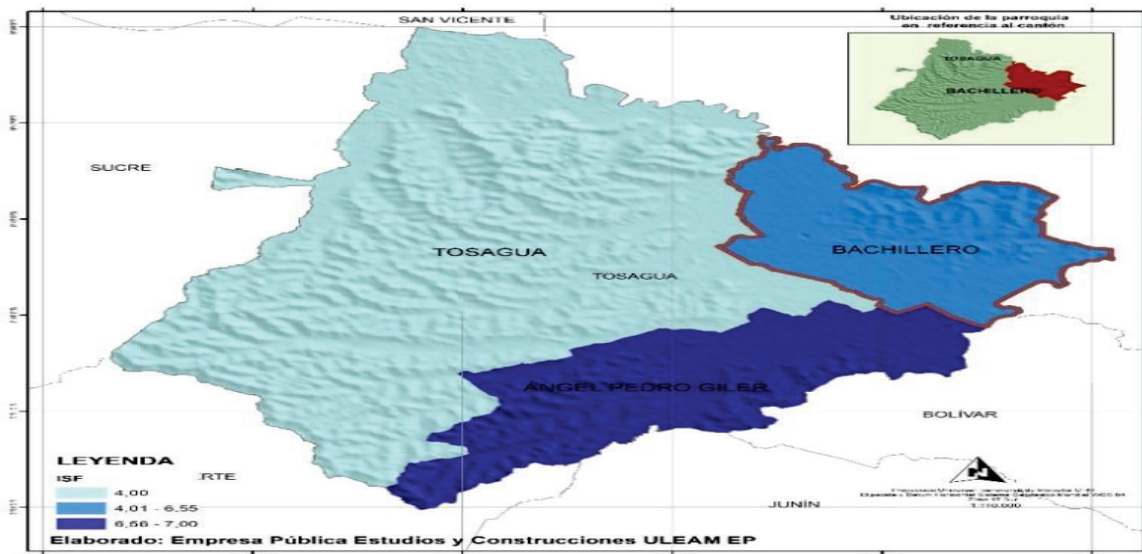 SAN VICENTE
Ubicación de la parroquia
en referencia al cantón
TOSAGUA
BACHILLERO
SUCRE
TOSAGUA
BACHILLERO
TOSAGUA
ÁNGEL PEDRO GILER
BOLÍVAR
LEYENDA
ISF
.RTE
4,00
4,01 - 6,55
6,56 - 7,00
N
JUNÍN
Elaborado: Empresa Pública Estudios y Construcciones ULEAM EP